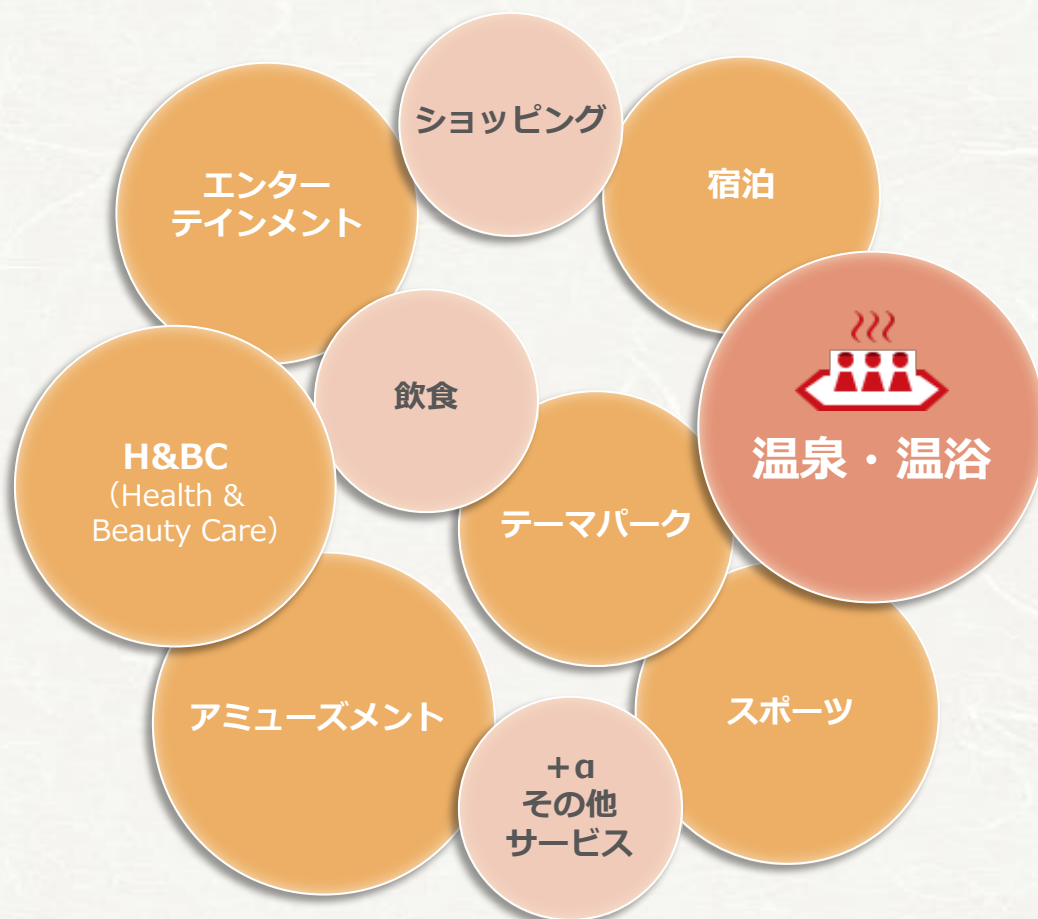 ショッピング
エンター
テインメント
宿泊
飲食
温泉・温浴
H&BC
（Health &
Beauty Care）
テーマパーク
アミューズメント
スポーツ
＋α
その他
サービス